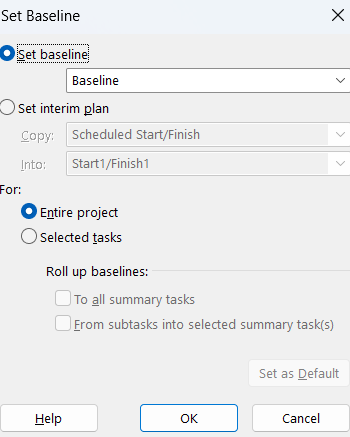 Set Baseline
Set baseline
Baseline
Set interim plan
Copy: Scheduled Start/Finish
Into: Start1/Finish1
For:
Entire project
Selected tasks
Roll up baselines:
To all summary tasks
From subtasks into selected summary task(s)
Set as Default
Help OK Cancel